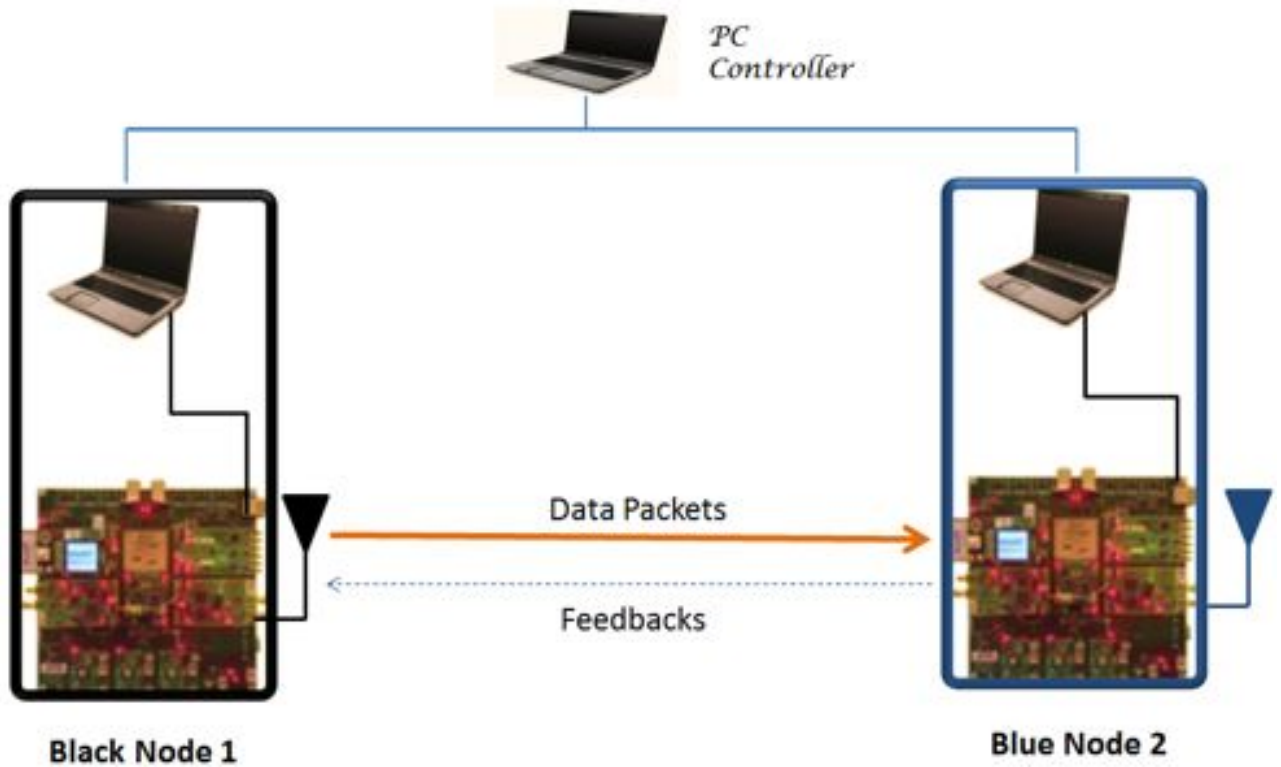 PC
Controller
Data Packets
Feedbacks
Black Node 1
Blue Node 2